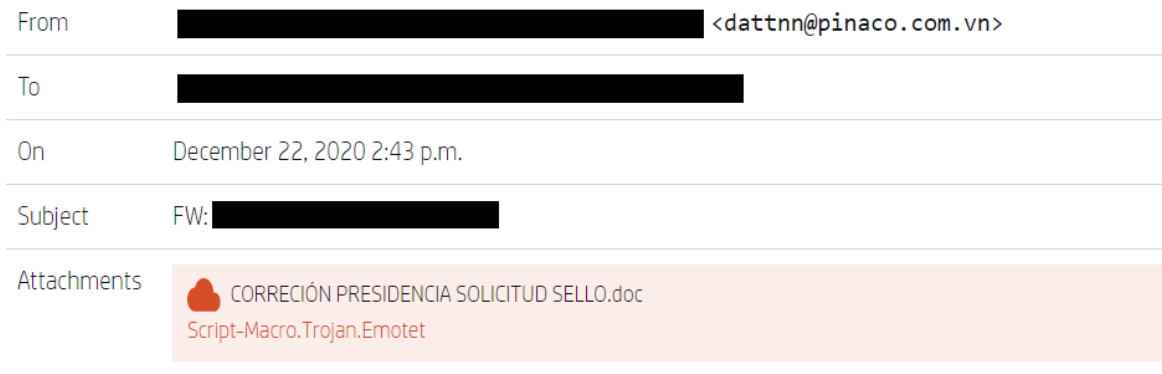 From <dattnn@pinaco.com.vn>
To
On December 22, 2020 2:43 p.m.
Subject FW:
Attachments CORRECIÓN PRESIDENCIA SOLICITUD SELLO.doc
Script-Macro.Trojan.Emotet